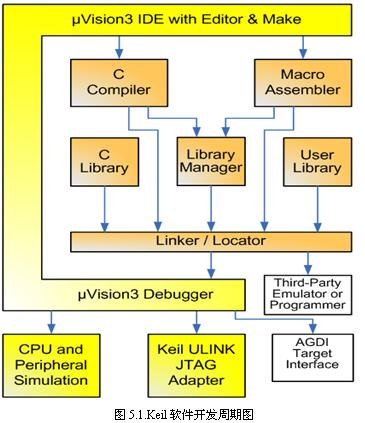 µVision3 IDE with Editor & Make
C
Compiler
Macro
Assembler
C
Library
Library
Manager
User
Library
Linker / Locator
Third-Party
Emulator or
Programmer
µVision3 Debugger
CPU and
Peripheral
Simulation
Keil ULINK
JTAG
Adapter
AGDI
Target
Interface
图 5.1.Keil 软件开发周期图